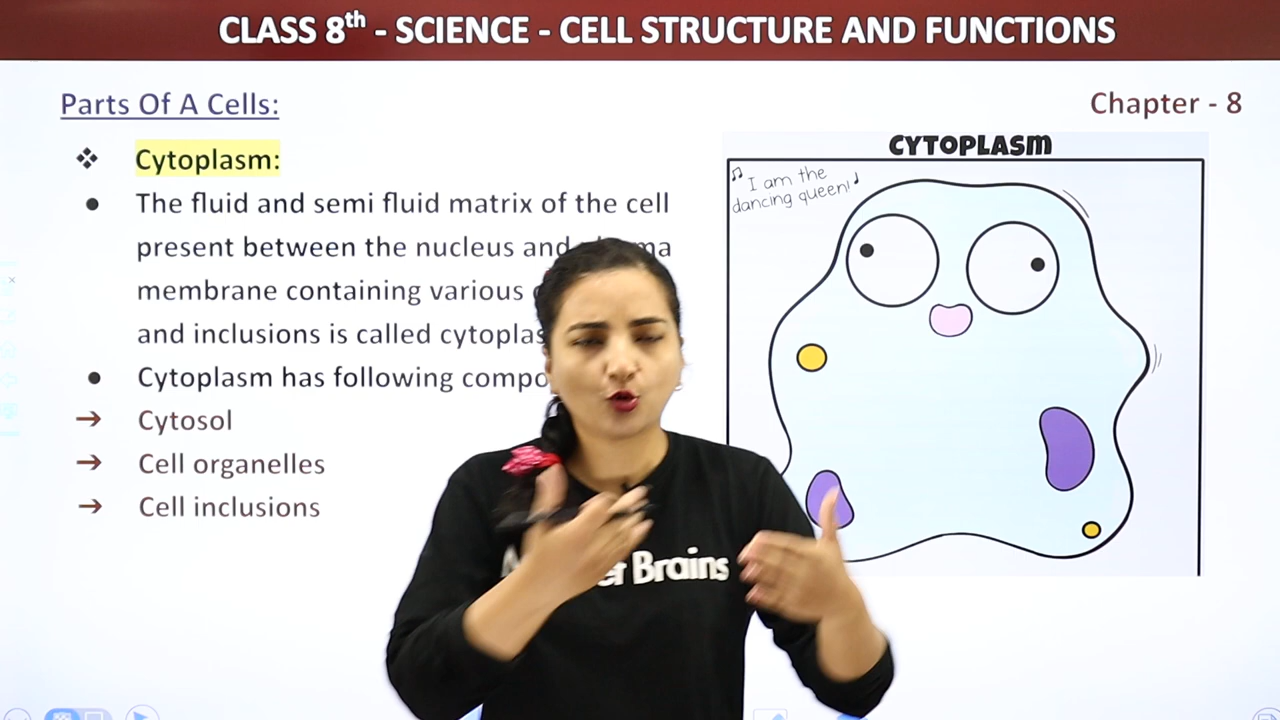 CLASS 8th - SCIENCE - CELL STRUCTURE AND FUNCTIONS
Parts Of A Cells:
Chapter - 8
❖ Cytoplasm:
● The fluid and semi fluid matrix of the cell
present between the nucleus and
membrane containing various
and inclusions is called
● Cytoplasm has following
→ Cytosol
→ Cell organelles
→ Cell inclusions
CYTOPLASM
I am the
dancing queen!
Brains